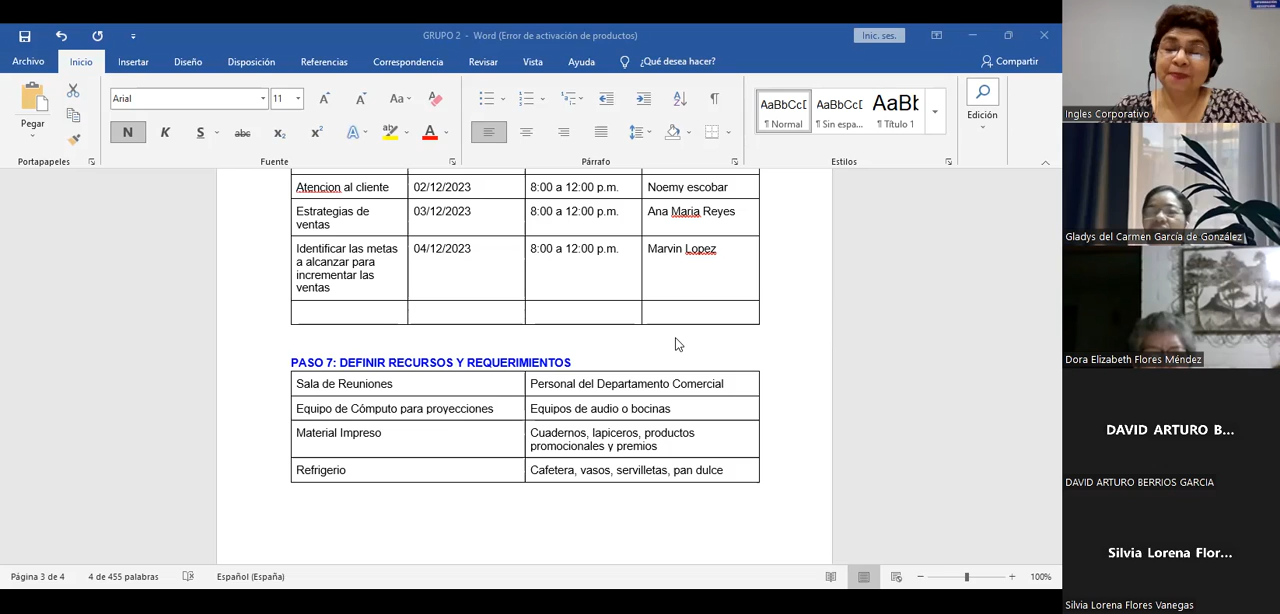 GRUPO 2 - Word (Error de activación de productos)
Inic. ses.
Archivo Inicio Insertar Diseño Disposición Referencias Correspondencia Revisar Vista Ayuda ¿Qué desea hacer? Compartir
Pegar
Arial 11
N K S abc x₂ x²
Aa
A
AaBbCcD AaBbCcD AaBb
¶ Normal ¶ Sin espa... ¶ Título 1
Edición
Portapapeles Fuente Párrafo Estilos
Atencion al cliente 02/12/2023 8:00 a 12:00 p.m. Noemy escobar
Estrategias de ventas 03/12/2023 8:00 a 12:00 p.m. Ana Maria Reyes
Identificar las metas a alcanzar para incrementar las ventas 04/12/2023 8:00 a 12:00 p.m. Marvin Lopez
PASO 7: DEFINIR RECURSOS Y REQUERIMIENTOS
Sala de Reuniones Personal del Departamento Comercial
Equipo de Cómputo para proyecciones Equipos de audio o bocinas
Material Impreso Cuadernos, lapiceros, productos promocionales y premios
Refrigerio Cafetera, vasos, servilletas, pan dulce
Página 3 de 4 4 de 455 palabras Español (España) 100%
Ingles Corporativo
Gladys del Carmen García de González
Dora Elizabeth Flores Méndez
DAVID ARTURO B...
DAVID ARTURO BERRIOS GARCIA
Silvia Lorena Flor...
Silvia Lorena Flores Vanegas